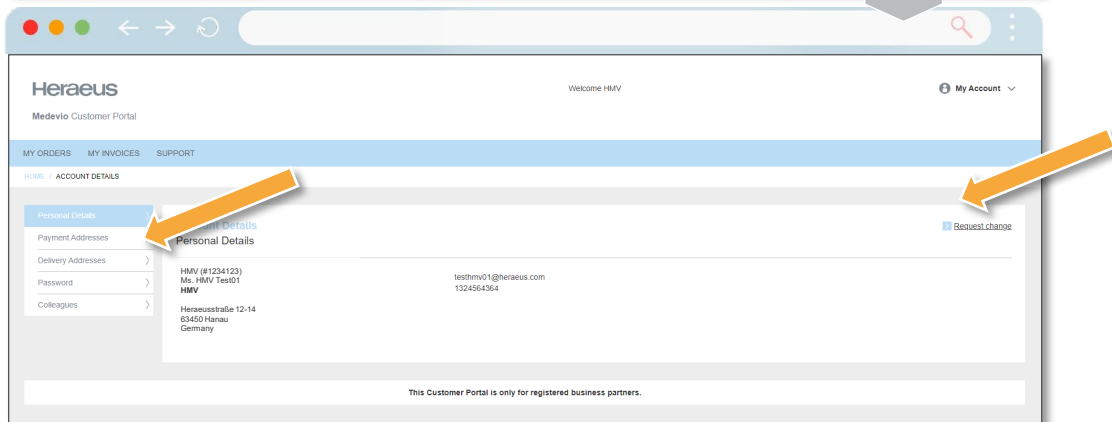 Heraeus
Welcome HMV
My Account
Medevio Customer Portal
MY ORDERS MY INVOICES SUPPORT
HOME / ACCOUNT DETAILS
Personal Details
Payment Addresses
Delivery Addresses
Password
Colleagues
Details
Personal Details
Request change
HMV (#1234123)
Ms. HMV Test01
HMV
Heraeusstraße 12-14
63450 Hanau
Germany
testhmv01@heraeus.com
1324564364
This Customer Portal is only for registered business partners.